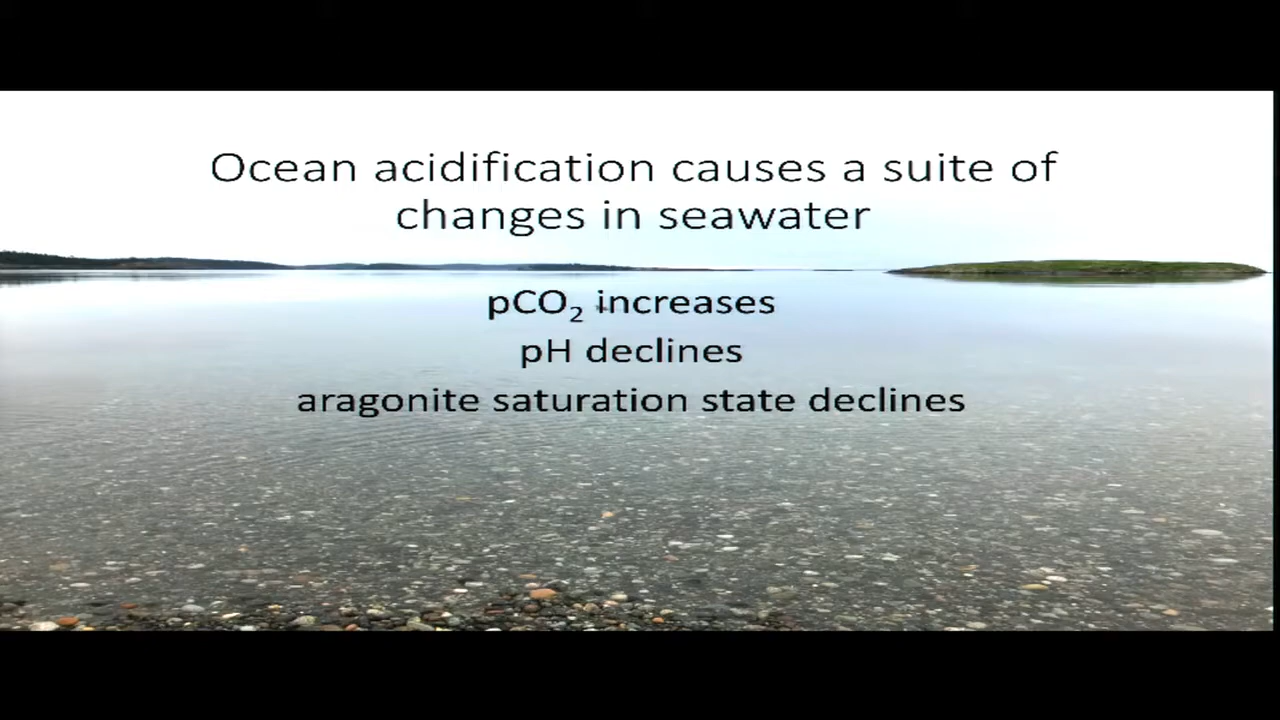 Ocean acidification causes a suite of
changes in seawater
pCO₂ increases
pH declines
aragonite saturation state declines